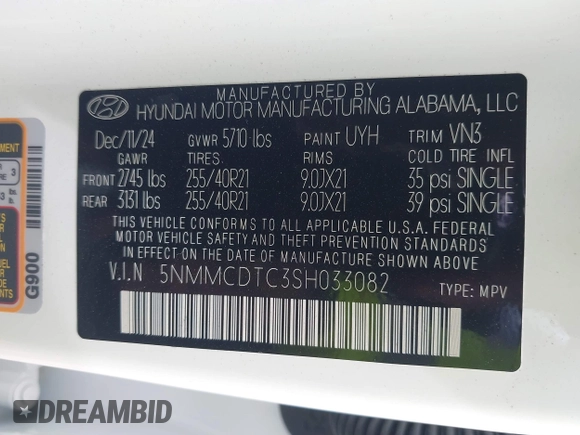 MANUFACTURED BY
HYUNDAI MOTOR MANUFACTURING ALABAMA, LLC
Dec/11/24 GVWR 5710 lbs PAINT UYH TRIM VN3
GAWR TIRES. RIMS COLD TIRE INFL
FRONT 2745 lbs 255/40R21 9.0JX21 35 psi SINGLE
REAR 3131 lbs 255/40R21 9.0JX21 39 psi SINGLE
THIS VEHICLE CONFORMS TO ALL APPLICABLE U.S.A. FEDERAL
MOTOR VEHICLE SAFETY AND THEFT PREVENTION STANDARDS
IN EFFECT ON THE DATE OF MANUFACTURE SHOWN ABOVE.
V.I.N 5NMMCDTC3SH033082 TYPE: MPV
G900
DREAMBID